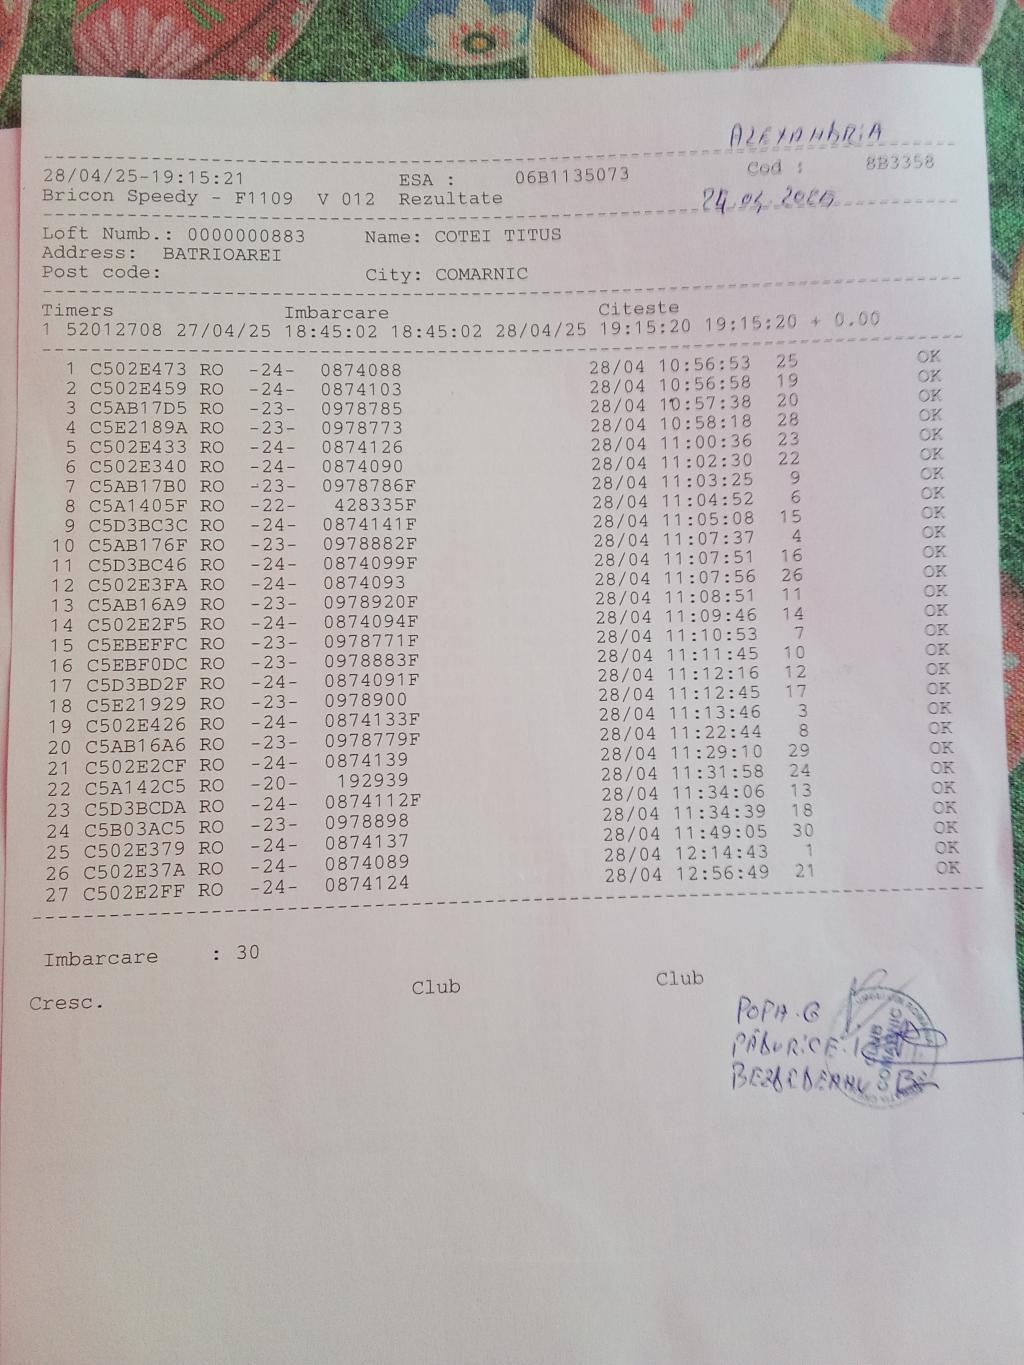 ALEXANDRIA
28/04/25-19:15:21 ESA : 06B1135073 Cod : 8B3358
Bricon Speedy - F1109 V 012 Rezultate
Loft Numb.: 0000000883 Name: COTEI TITUS
Address: BATRIOAREI
Post code: City: COMARNIC
Timers Imbarcare Citeste
1 52012708 27/04/25 18:45:02 18:45:02 28/04/25 19:15:20 19:15:20 + 0.00
1 C502E473 RO -24- 0874088 28/04 10:56:53 25 OK
2 C502E459 RO -24- 0874103 28/04 10:56:58 19 OK
3 C5AB17D5 RO -23- 0978785 28/04 10:57:38 20 OK
4 C5E2189A RO -23- 0978773 28/04 10:58:18 28 OK
5 C502E433 RO -24- 0874126 28/04 11:00:36 23 OK
6 C502E340 RO -24- 0874090 28/04 11:02:30 22 OK
7 C5AB17B0 RO -23- 0978786F 28/04 11:03:25 9 OK
8 C5A1405F RO -22- 428335F 28/04 11:04:52 6 OK
9 C5D3BC3C RO -24- 0874141F 28/04 11:05:08 15 OK
10 C5AB176F RO -23- 0978882F 28/04 11:07:37 4 OK
11 C5D3BC46 RO -24- 0874099F 28/04 11:07:51 16 OK
12 C502E3FA RO -24- 0874093 28/04 11:07:56 26 OK
13 C5AB16A9 RO -23- 0978920F 28/04 11:08:51 11 OK
14 C502E2F5 RO -24- 0874094F 28/04 11:09:46 14 OK
15 C5EBEFFC RO -23- 0978771F 28/04 11:10:53 7 OK
16 C5EBF0DC RO -23- 0978883F 28/04 11:11:45 10 OK
17 C5D3BD2F RO -24- 0874091F 28/04 11:12:16 12 OK
18 C5E21929 RO -23- 0978900 28/04 11:12:45 17 OK
19 C502E426 RO -24- 0874133F 28/04 11:13:46 3 OK
20 C5AB16A6 RO -23- 0978779F 28/04 11:22:44 8 OK
21 C502E2CF RO -24- 0874139 28/04 11:29:10 29 OK
22 C5A142C5 RO -20- 192939 28/04 11:31:58 24 OK
23 C5D3BCDA RO -24- 0874112F 28/04 11:34:06 13 OK
24 C5B03AC5 RO -23- 0978898 28/04 11:34:39 18 OK
25 C502E379 RO -24- 0874137 28/04 11:49:05 30 OK
26 C502E37A RO -24- 0874089 28/04 12:14:43 1 OK
27 C502E2FF RO -24- 0874124 28/04 12:56:49 21 OK
Imbarcare : 30
Cresc. Club Club
POPA.G
CLUB
COMARNIC